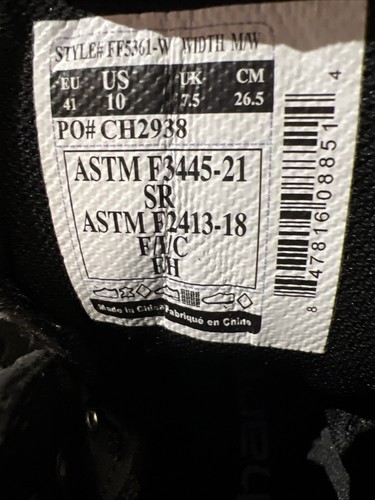 STYLE# FF5361-W WIDTH M/W
EU US UK CM
41 10 7.5 26.5
PO# CH2938
ASTM F3445-21
SR
ASTM F2413-18
F/I/C
EH
Made in China/Fabriqué en Chine
8 47816 08851 4